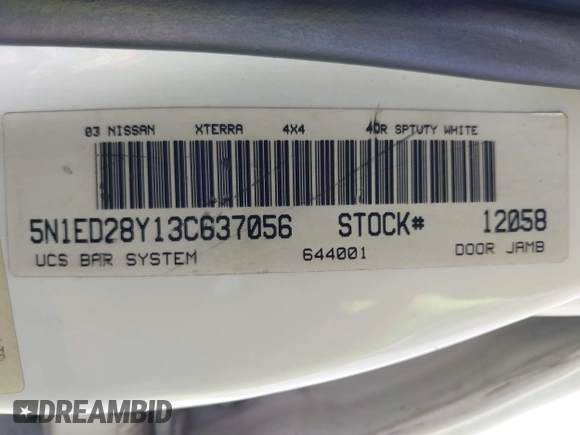 03 NISSAN XTERRA 4X4 4DR SPTUTY WHITE
5N1ED28Y13C637056 STOCK# 12058
UCS BAR SYSTEM 644001 DOOR JAMB
DREAMBID